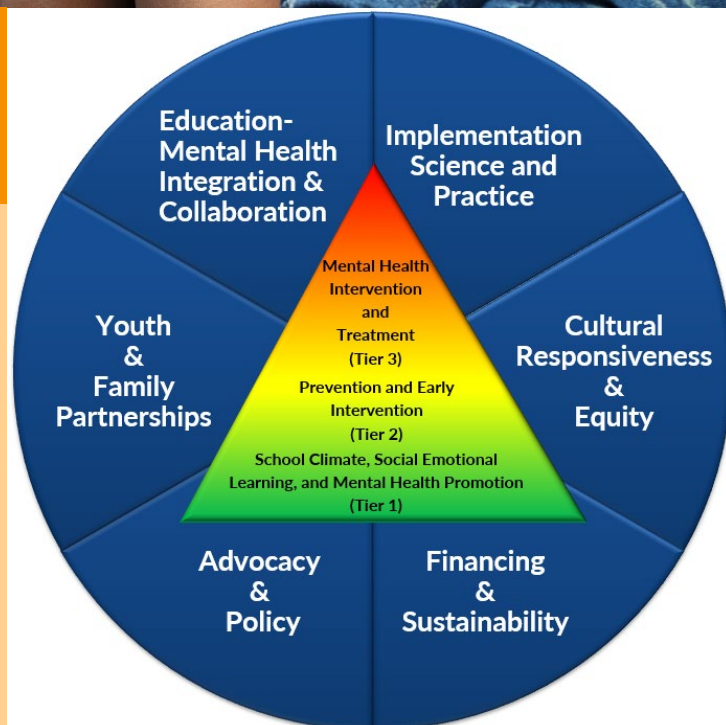 Education-
Mental Health
Integration &
Collaboration
Implementation
Science and
Practice
Youth
&
Family
Partnerships
Cultural
Responsiveness
&
Equity
Mental Health
Intervention
and
Treatment
(Tier 3)
Prevention and Early
Intervention
(Tier 2)
School Climate, Social Emotional
Learning, and Mental Health Promotion
(Tier 1)
Advocacy
&
Policy
Financing
&
Sustainability